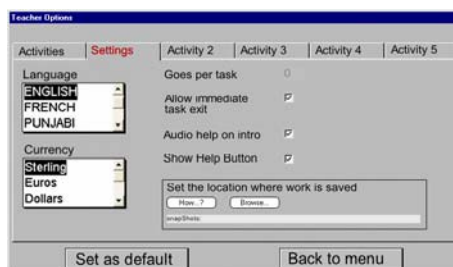 Teacher Options
Activities Settings Activity 2 Activity 3 Activity 4 Activity 5
Language
ENGLISH
FRENCH
PUNJABI
Currency
Sterling
Euros
Dollars
Goes per task 0
Allow immediate
task exit
Audio help on intro
Show Help Button
Set the location where work is saved
How...? Browse...
snapShots:
Set as default Back to menu